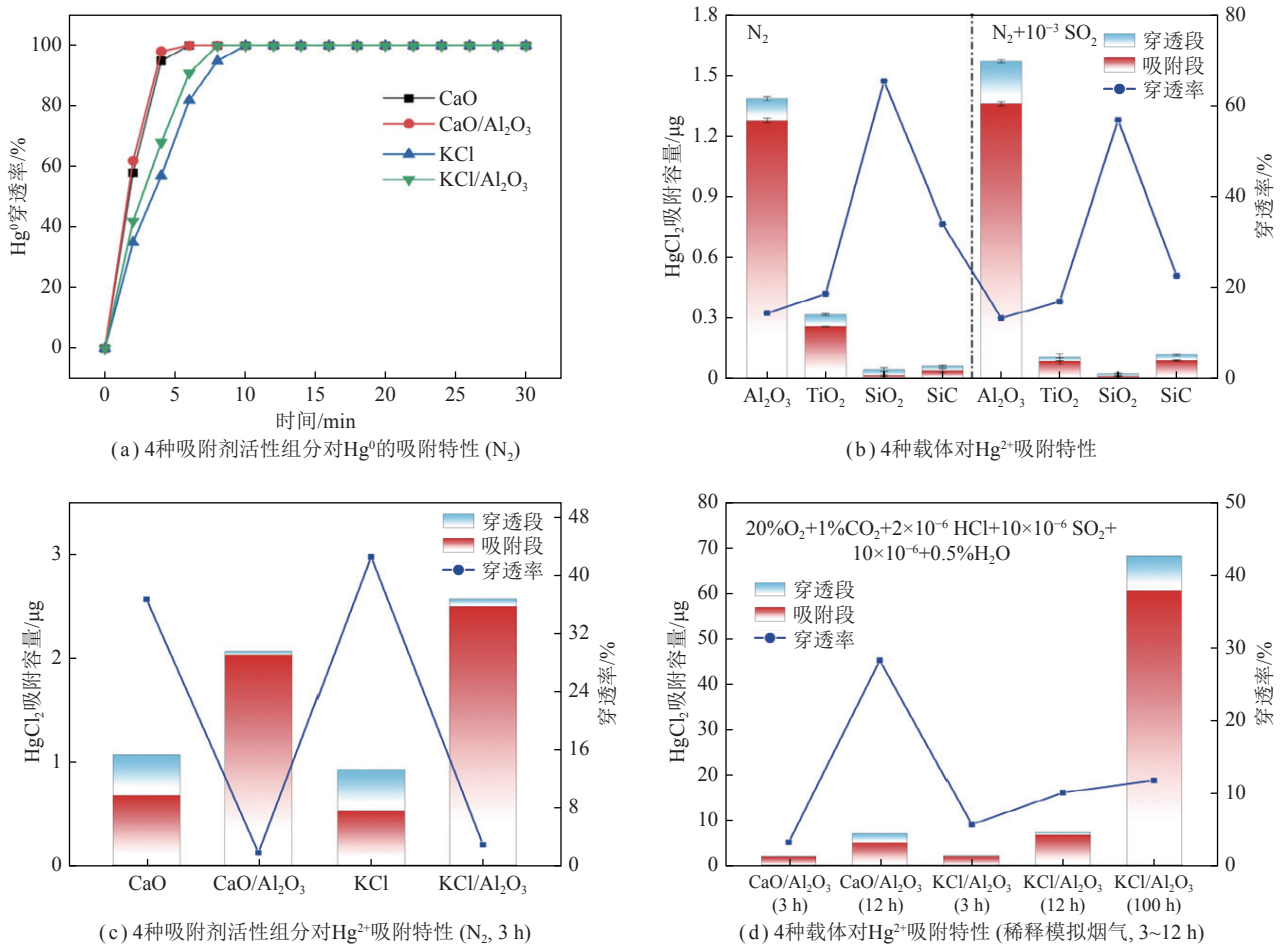 Hg⁰穿透率/%
100
80
60
40
20
0
CaO
CaO/Al₂O₃
KCl
KCl/Al₂O₃
0 5 10 15 20 25 30
时间/min
(a) 4种吸附剂活性组分对Hg⁰的吸附特性 (N₂)
HgCl₂吸附容量/μg
1.8
1.5
1.2
0.9
0.6
0.3
0
N₂
N₂+10⁻³ SO₂
穿透段
吸附段
穿透率
80
60
40
20
0
穿透率/%
Al₂O₃ TiO₂ SiO₂ SiC Al₂O₃ TiO₂ SiO₂ SiC
(b) 4种载体对Hg²⁺吸附特性
HgCl₂吸附容量/μg
3
2
1
0
穿透段
吸附段
穿透率
48
40
32
24
16
8
0
穿透率/%
CaO CaO/Al₂O₃ KCl KCl/Al₂O₃
(c) 4种吸附剂活性组分对Hg²⁺吸附特性 (N₂, 3 h)
HgCl₂吸附容量/μg
80
70
60
50
40
30
20
10
0
20%O₂+1%CO₂+2×10⁻⁶ HCl+10×10⁻⁶ SO₂+
10×10⁻⁶+0.5%H₂O
穿透段
吸附段
穿透率
50
40
30
20
10
0
穿透率/%
CaO/Al₂O₃ CaO/Al₂O₃ KCl/Al₂O₃ KCl/Al₂O₃ KCl/Al₂O₃
(3 h) (12 h) (3 h) (12 h) (100 h)
(d) 4种载体对Hg²⁺吸附特性 (稀释模拟烟气, 3~12 h)